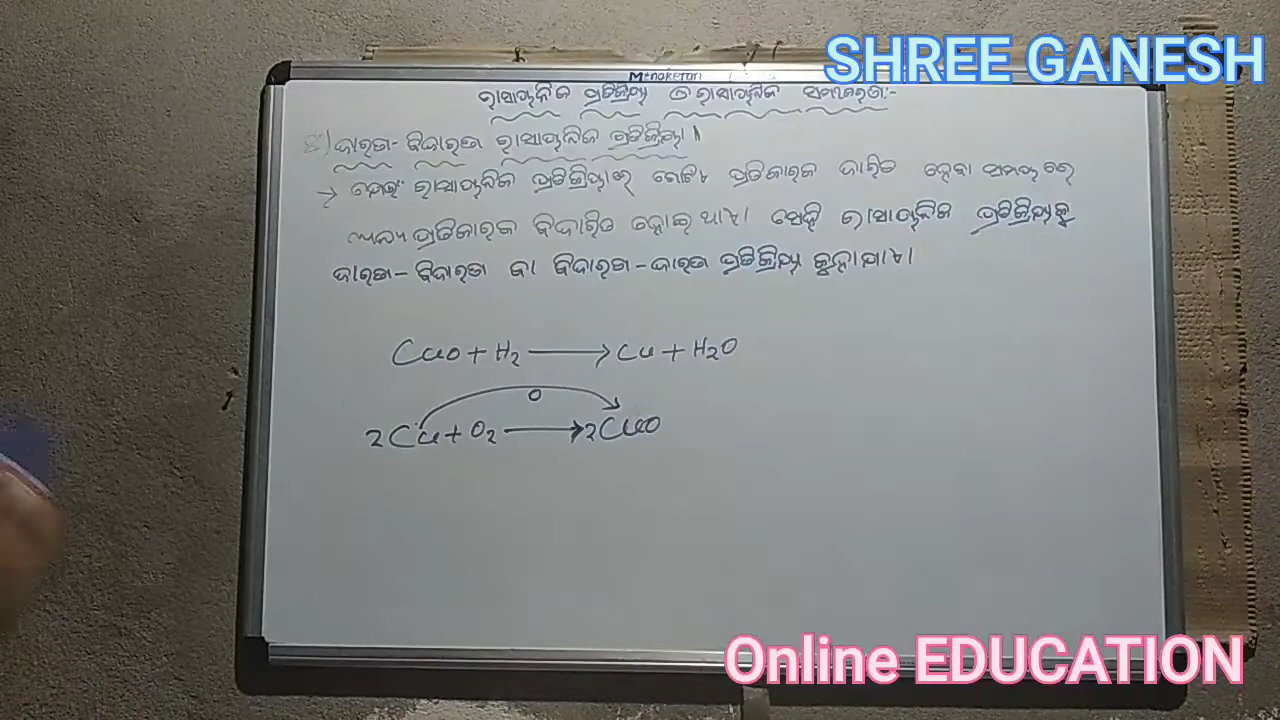 SHREE GANESH
ରାସାୟନିକ ପ୍ରତିକ୍ରିୟା ଓ ରାସାୟନିକ ସମୀକରଣ:-
ଜାରଣ- ବିଜାରଣ ରାସାୟନିକ ପ୍ରତିକ୍ରିୟା।
→ ଯେଉଁ ରାସାୟନିକ ପ୍ରତିକ୍ରିୟାରେ ଗୋଟିଏ ପ୍ରତିକାରକ ଜାରିତ ହେବା ସମୟରେ
ଅନ୍ୟ ପ୍ରତିକାରକ ବିଜାରିତ ହୋଇଥାଏ। ସେହି ରାସାୟନିକ ପ୍ରତିକ୍ରିୟାକୁ
ଜାରଣ- ବିଜାରଣ ବା ବିଜାରଣ-ଜାରଣ ପ୍ରତିକ୍ରିୟା କୁହାଯାଏ।
CuO + H₂ ⟶ Cu + H₂O
O
2Cu + O₂ ⟶ 2CuO
Online EDUCATION